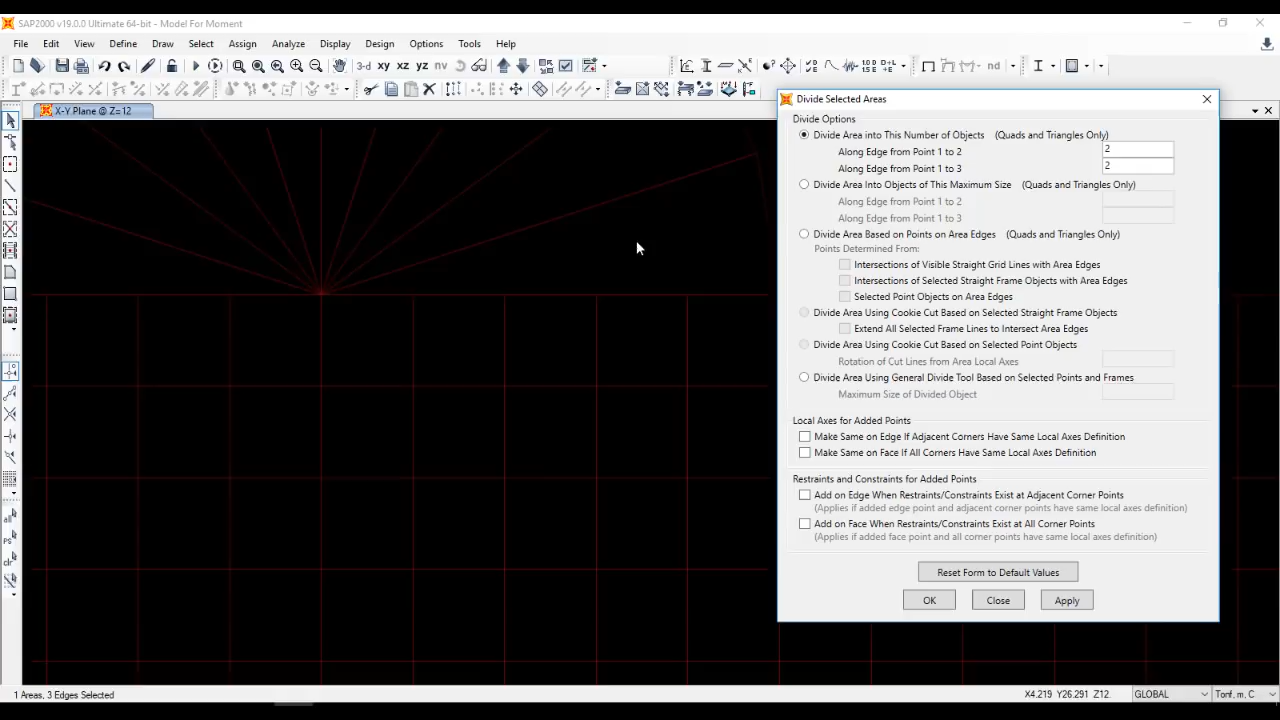 SAP2000 v19.0.0 Ultimate 64-bit - Model For Moment
File Edit View Define Draw Select Assign Analyze Display Design Options Tools Help
3-d xy xz yz nv
nd
X-Y Plane @ Z=12
Divide Selected Areas
Divide Options
Divide Area into This Number of Objects (Quads and Triangles Only)
Along Edge from Point 1 to 2 2
Along Edge from Point 1 to 3 2
Divide Area Into Objects of This Maximum Size (Quads and Triangles Only)
Along Edge from Point 1 to 2
Along Edge from Point 1 to 3
Divide Area Based on Points on Area Edges (Quads and Triangles Only)
Points Determined From:
Intersections of Visible Straight Grid Lines with Area Edges
Intersections of Selected Straight Frame Objects with Area Edges
Selected Point Objects on Area Edges
Divide Area Using Cookie Cut Based on Selected Straight Frame Objects
Extend All Selected Frame Lines to Intersect Area Edges
Divide Area Using Cookie Cut Based on Selected Point Objects
Rotation of Cut Lines from Area Local Axes
Divide Area Using General Divide Tool Based on Selected Points and Frames
Maximum Size of Divided Object
Local Axes for Added Points
Make Same on Edge If Adjacent Corners Have Same Local Axes Definition
Make Same on Face If All Corners Have Same Local Axes Definition
Restraints and Constraints for Added Points
Add on Edge When Restraints/Constraints Exist at Adjacent Corner Points
(Applies if added edge point and adjacent corner points have same local axes definition)
Add on Face When Restraints/Constraints Exist at All Corner Points
(Applies if added face point and all corner points have same local axes definition)
Reset Form to Default Values
OK Close Apply
all
PS
clr
1 Areas, 3 Edges Selected X4.219 Y26.291 Z12 GLOBAL Tonf, m, C